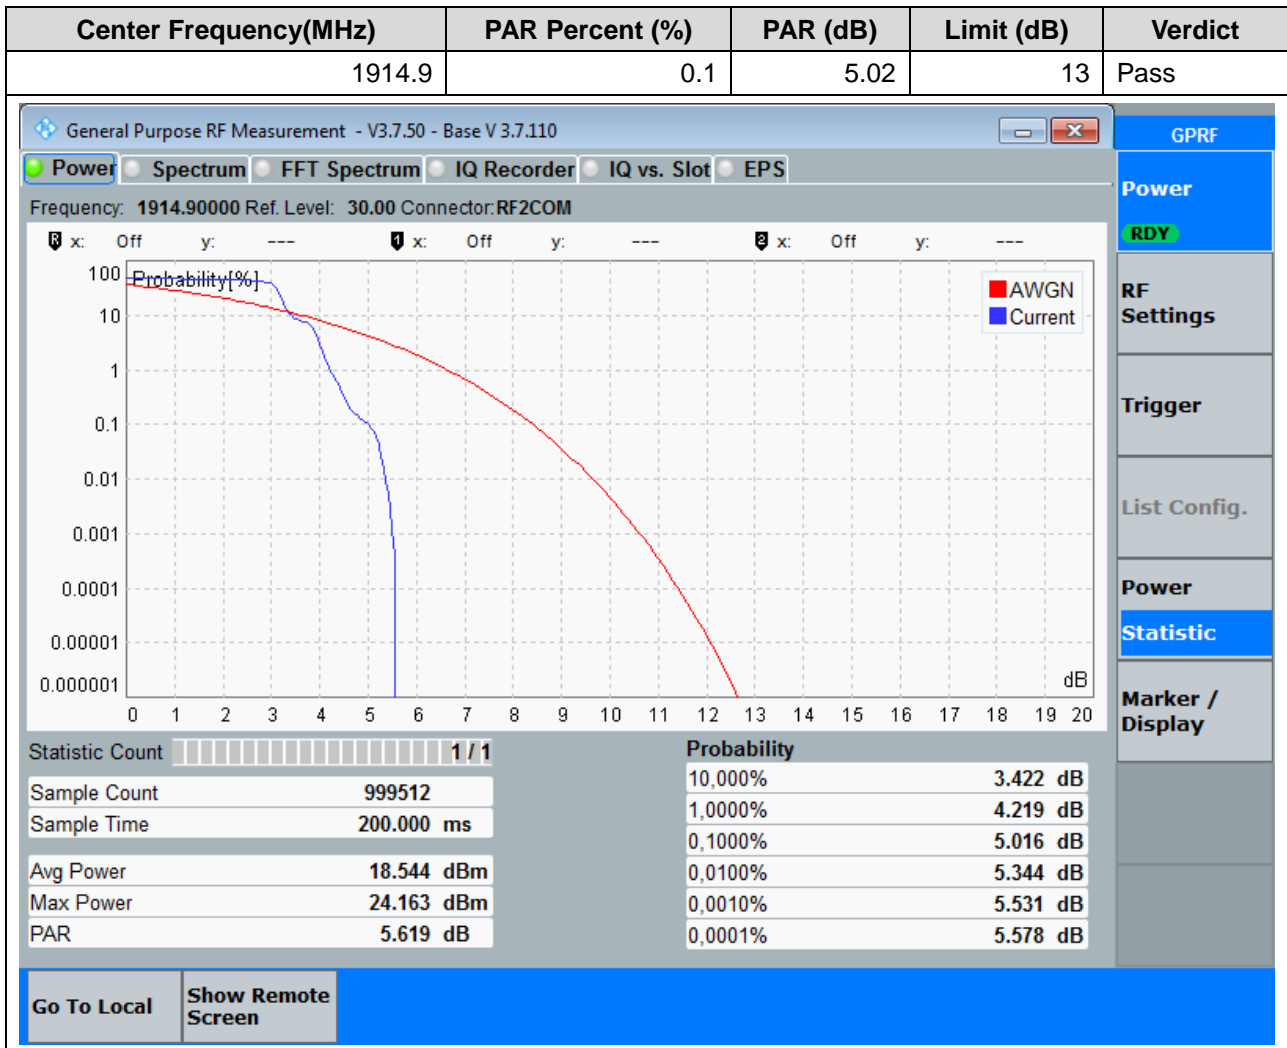 Center Frequency(MHz) PAR Percent (%) PAR (dB) Limit (dB) Verdict
1914.9 0.1 5.02 13 Pass
General Purpose RF Measurement - V3.7.50 - Base V 3.7.110
GPRF
Power Spectrum FFT Spectrum IQ Recorder IQ vs. Slot EPS
Frequency: 1914.90000 Ref. Level: 30.00 Connector: RF2COM
Power
RDY
R x: Off y: --- 1 x: Off y: --- 2 x: Off y: ---
Probability[%]
100
10
1
0.1
0.01
0.001
0.0001
0.00001
0.000001
AWGN
Current
dB
0 1 2 3 4 5 6 7 8 9 10 11 12 13 14 15 16 17 18 19 20
RF
Settings
Trigger
List Config.
Power
Statistic
Marker /
Display
Statistic Count 1 / 1
Sample Count 999512
Sample Time 200.000 ms
Avg Power 18.544 dBm
Max Power 24.163 dBm
PAR 5.619 dB
Probability
10,000% 3.422 dB
1,0000% 4.219 dB
0,1000% 5.016 dB
0,0100% 5.344 dB
0,0010% 5.531 dB
0,0001% 5.578 dB
Go To Local
Show Remote
Screen